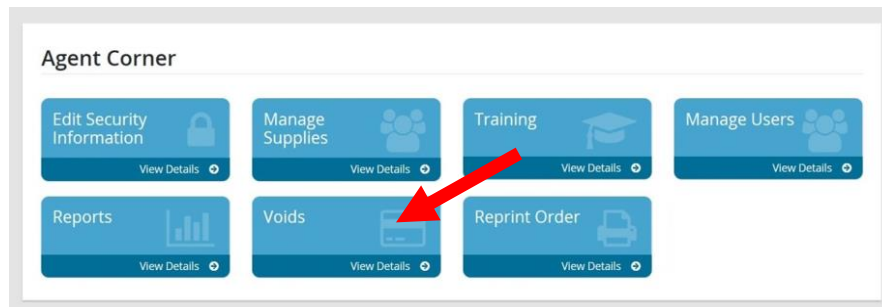 Agent Corner
Edit Security
Information
View Details
Manage
Supplies
View Details
Training
View Details
Manage Users
View Details
Reports
View Details
Voids
View Details
Reprint Order
View Details